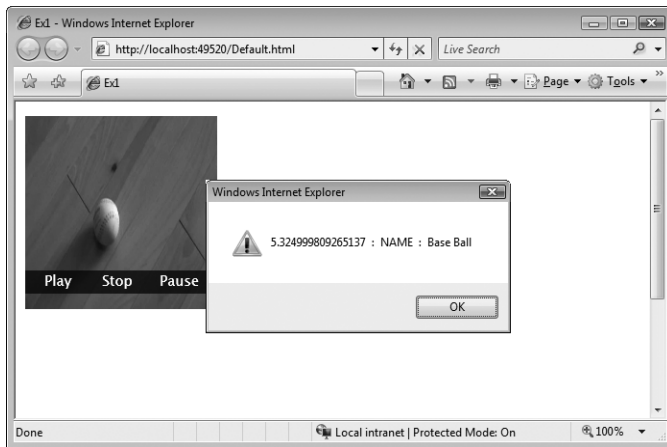 Ex1 - Windows Internet Explorer
http://localhost:49520/Default.html
Live Search
Ex1
Page
Tools
Windows Internet Explorer
5.324999809265137 : NAME : Base Ball
Play Stop Pause
OK
Done
Local intranet | Protected Mode: On
100%